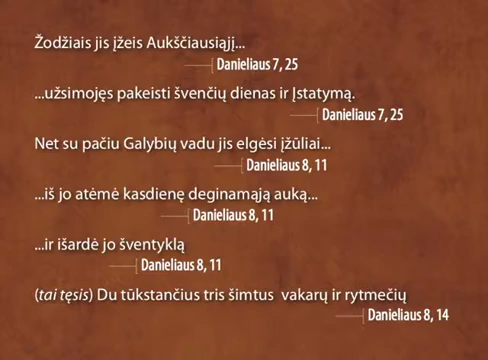 Žodžiais jis įžeis Aukščiausiąjį...
Danieliaus 7, 25
...užsimojęs pakeisti švenčių dienas ir Įstatymą.
Danieliaus 7, 25
Net su pačiu Galybių vadu jis elgėsi įžūliai...
Danieliaus 8, 11
...iš jo atėmė kasdienę deginamąją auką...
Danieliaus 8, 11
...ir išardė jo šventyklą
Danieliaus 8, 11
(tai tęsis) Du tūkstančius tris šimtus vakarų ir rytmečių
Danieliaus 8, 14